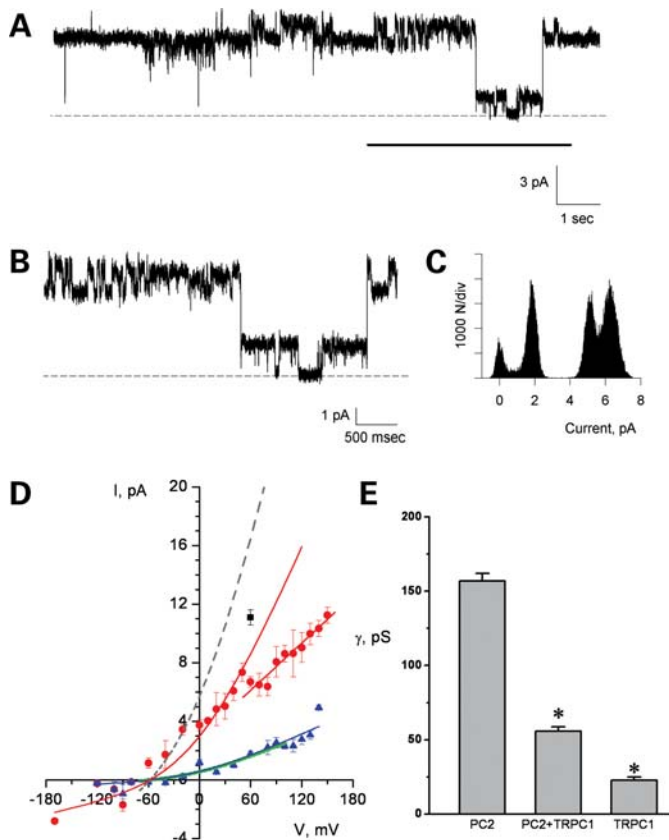 A
3 pA
1 sec
B
1 pA
500 msec
C
1000 N/div
0 2 4 6 8
Current, pA
D
I, pA
20
16
12
8
4
0
-4
-180 -120 -60 0 60 120 180
V, mV
E
γ, pS
200
150
100
50
0
*
*
PC2 PC2+TRPC1 TRPC1